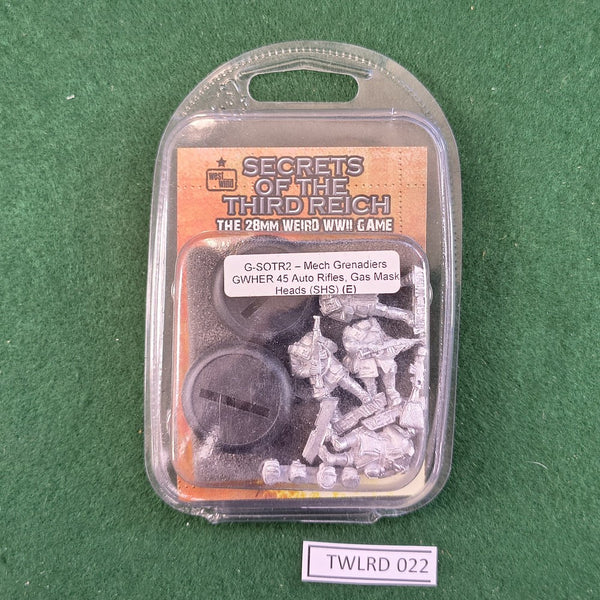 west
wind
SECRETS
OF THE
THIRD REICH
THE 28MM WEIRD WWII GAME
G-SOTR2 – Mech Grenadiers
GWHER 45 Auto Rifles, Gas Mask
Heads (SHS) (E)
TWLRD 022